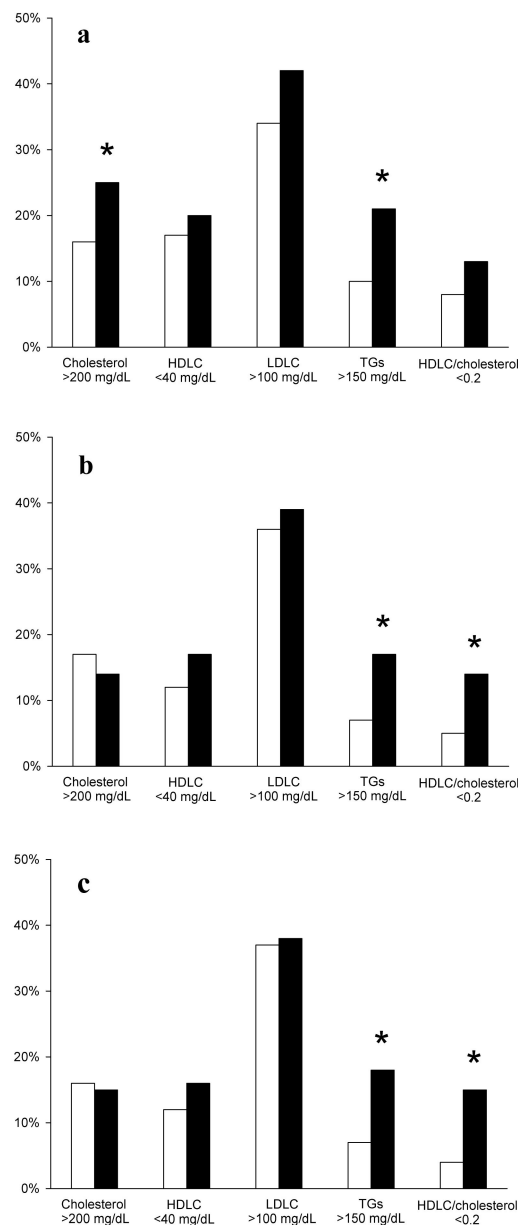 a
50%
40%
30%
20%
10%
0%
*
*
Cholesterol HDLC LDLC TGs HDLC/cholesterol
>200 mg/dL <40 mg/dL >100 mg/dL >150 mg/dL <0.2
b
50%
40%
30%
20%
10%
0%
*
*
Cholesterol HDLC LDLC TGs HDLC/cholesterol
>200 mg/dL <40 mg/dL >100 mg/dL >150 mg/dL <0.2
c
50%
40%
30%
20%
10%
0%
*
*
Cholesterol HDLC LDLC TGs HDLC/cholesterol
>200 mg/dL <40 mg/dL >100 mg/dL >150 mg/dL <0.2